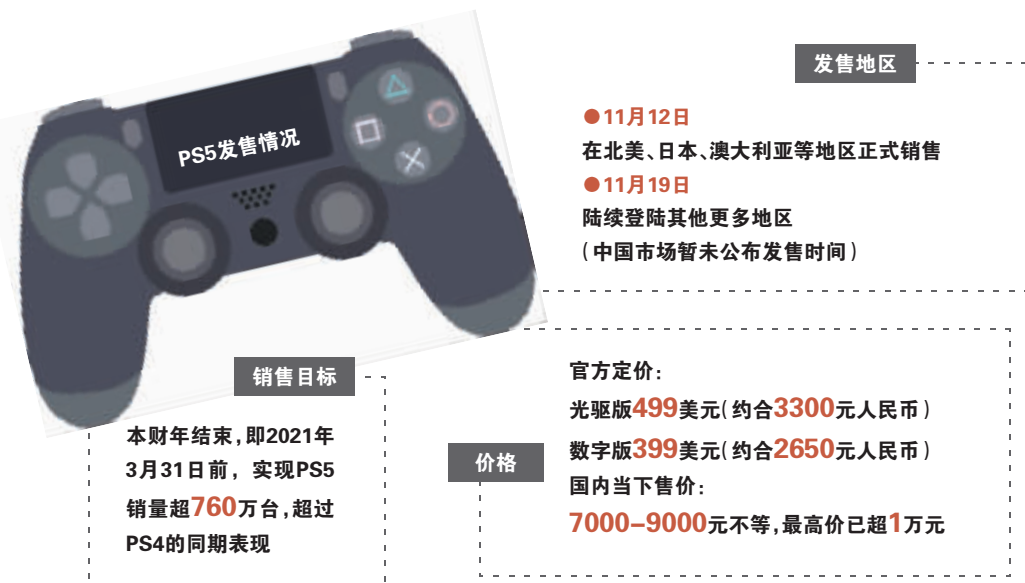 PS5发售情况
发售地区
●11月12日
在北美、日本、澳大利亚等地区正式销售
●11月19日
陆续登陆其他更多地区
(中国市场暂未公布发售时间)
销售目标
本财年结束,即2021年
3月31日前，实现PS5
销量超760万台,超过
PS4的同期表现
价格
官方定价:
光驱版499美元(约合3300元人民币)
数字版399美元(约合2650元人民币)
国内当下售价:
7000-9000元不等,最高价已超1万元